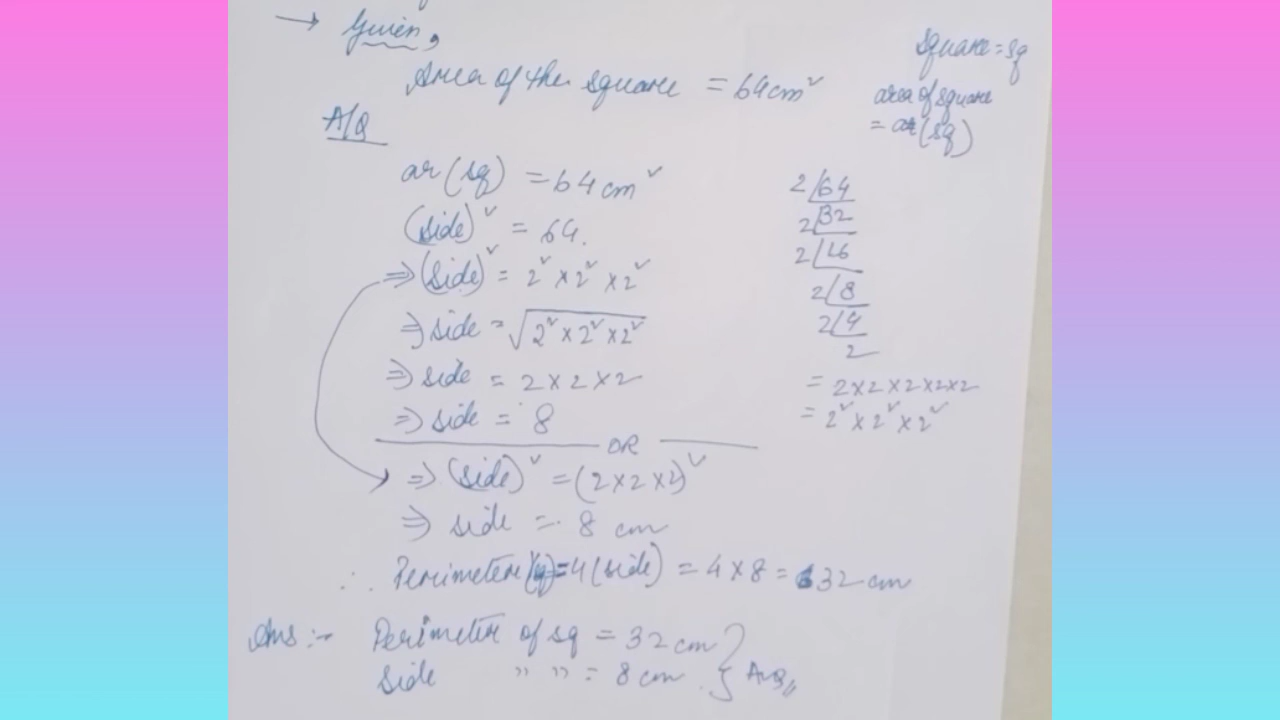 → Given,
Area of the square = 64cm²
square = sq
area of square
= ar(sq)
A/Q
ar(sq) = 64cm²
(side)² = 64.
⇒ (side)² = 2² × 2² × 2²
⇒ side = √2² × 2² × 2²
⇒ side = 2 × 2 × 2
⇒ side = 8
OR
⇒ (side)² = (2 × 2 × 2)²
⇒ side = 8 cm
∴ Perimeter (sq) = 4(side) = 4 × 8 = 32 cm
Ans :- Perimeter of sq = 32 cm
side " " = 8 cm. } Ans
2/64
2/32
2/16
2/8
2/4
2
= 2×2×2×2×2
= 2² × 2² × 2²